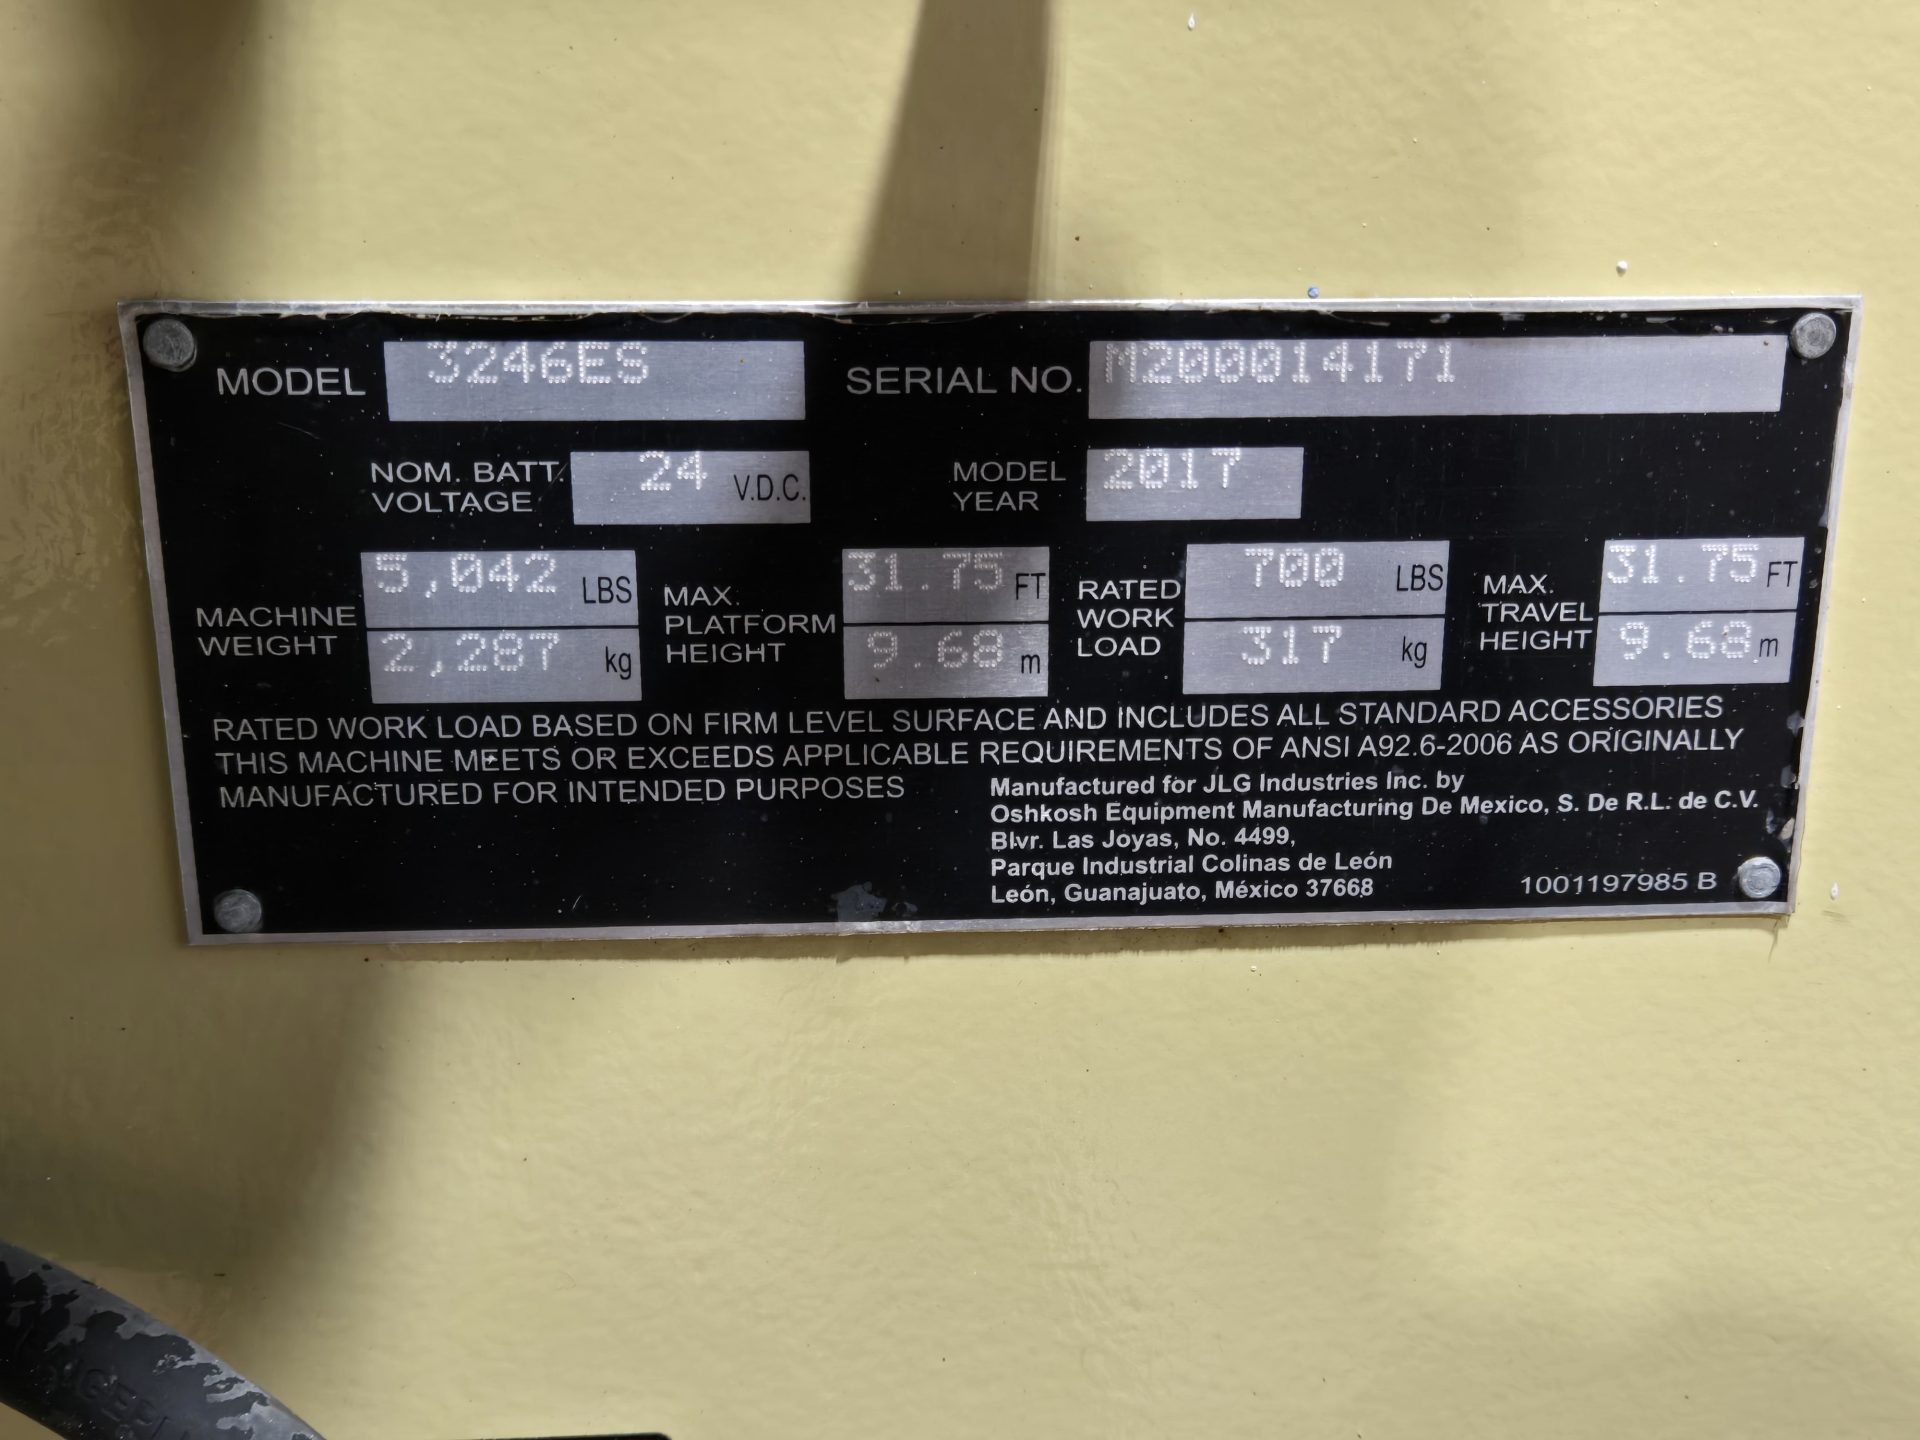 MODEL 3246ES SERIAL NO. M200014171
NOM. BATT. VOLTAGE 24 V.D.C. MODEL YEAR 2017
MACHINE WEIGHT 5,042 LBS 2,287 kg MAX. PLATFORM HEIGHT 31.75 FT 9.68 m RATED WORK LOAD 700 LBS 317 kg MAX. TRAVEL HEIGHT 31.75 FT 9.68 m
RATED WORK LOAD BASED ON FIRM LEVEL SURFACE AND INCLUDES ALL STANDARD ACCESSORIES
THIS MACHINE MEETS OR EXCEEDS APPLICABLE REQUIREMENTS OF ANSI A92.6-2006 AS ORIGINALLY
MANUFACTURED FOR INTENDED PURPOSES
Manufactured for JLG Industries Inc. by
Oshkosh Equipment Manufacturing De Mexico, S. De R.L. de C.V.
Blvr. Las Joyas, No. 4499,
Parque Industrial Colinas de León
León, Guanajuato, México 37668
1001197985 B